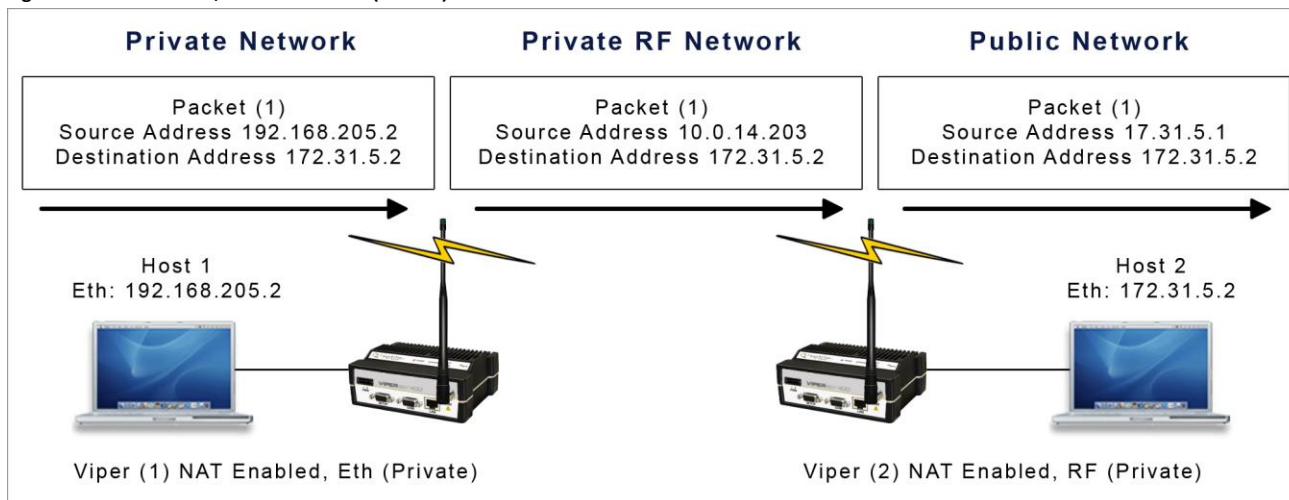 Private Network
Private RF Network
Public Network
Packet (1)
Source Address 192.168.205.2
Destination Address 172.31.5.2
Packet (1)
Source Address 10.0.14.203
Destination Address 172.31.5.2
Packet (1)
Source Address 17.31.5.1
Destination Address 172.31.5.2
Host 1
Eth: 192.168.205.2
Host 2
Eth: 172.31.5.2
VIPER
VIPER
Viper (1) NAT Enabled, Eth (Private)
Viper (2) NAT Enabled, RF (Private)